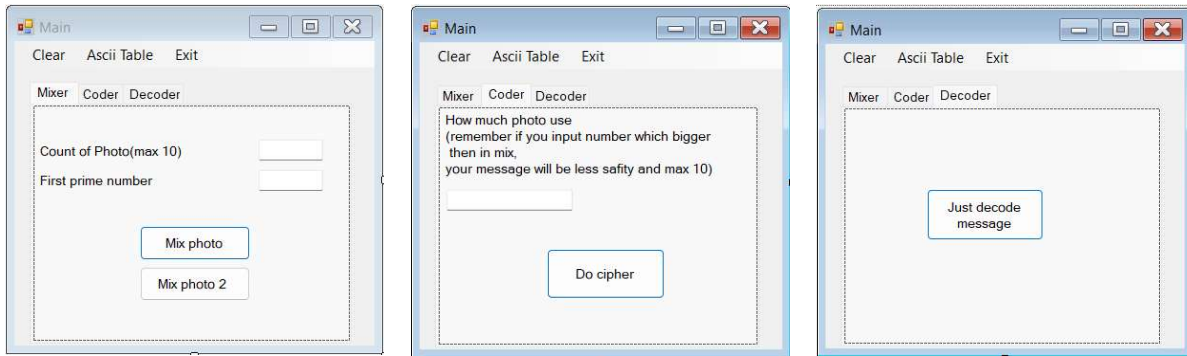 Main
Clear Ascii Table Exit
Mixer Coder Decoder
Count of Photo(max 10)
First prime number
Mix photo
Mix photo 2
Main
Clear Ascii Table Exit
Mixer Coder Decoder
How much photo use
(remember if you input number which bigger
then in mix,
your message will be less safity and max 10)
Do cipher
Main
Clear Ascii Table Exit
Mixer Coder Decoder
Just decode
message